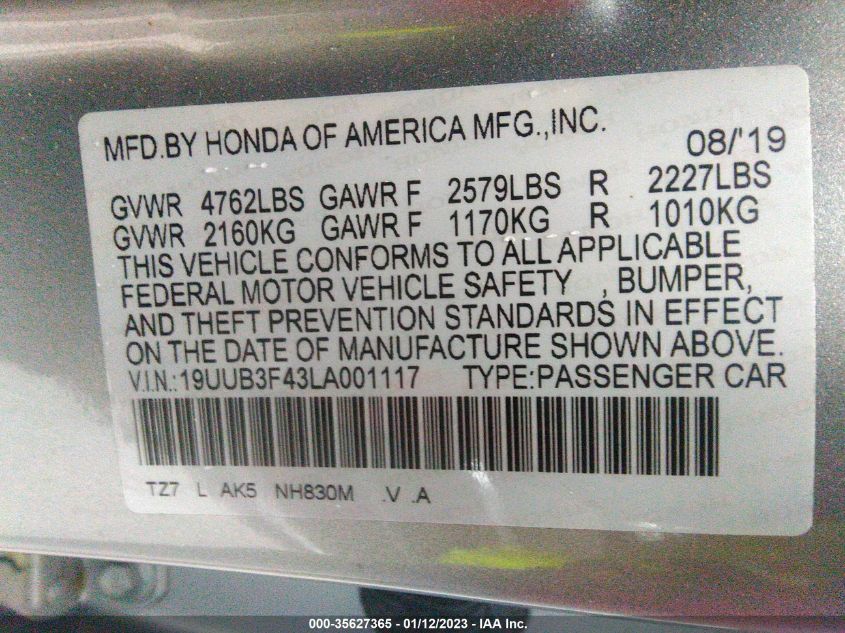 MFD.BY HONDA OF AMERICA MFG.,INC. 08/'19
GVWR 4762LBS GAWR F 2579LBS R 2227LBS
GVWR 2160KG GAWR F 1170KG R 1010KG
THIS VEHICLE CONFORMS TO ALL APPLICABLE
FEDERAL MOTOR VEHICLE SAFETY , BUMPER,
AND THEFT PREVENTION STANDARDS IN EFFECT
ON THE DATE OF MANUFACTURE SHOWN ABOVE.
V.I.N.:19UUB3F43LA001117 TYPE:PASSENGER CAR
TZ7 L AK5 NH830M .V .A
000-35627365 - 01/12/2023 - IAA Inc.